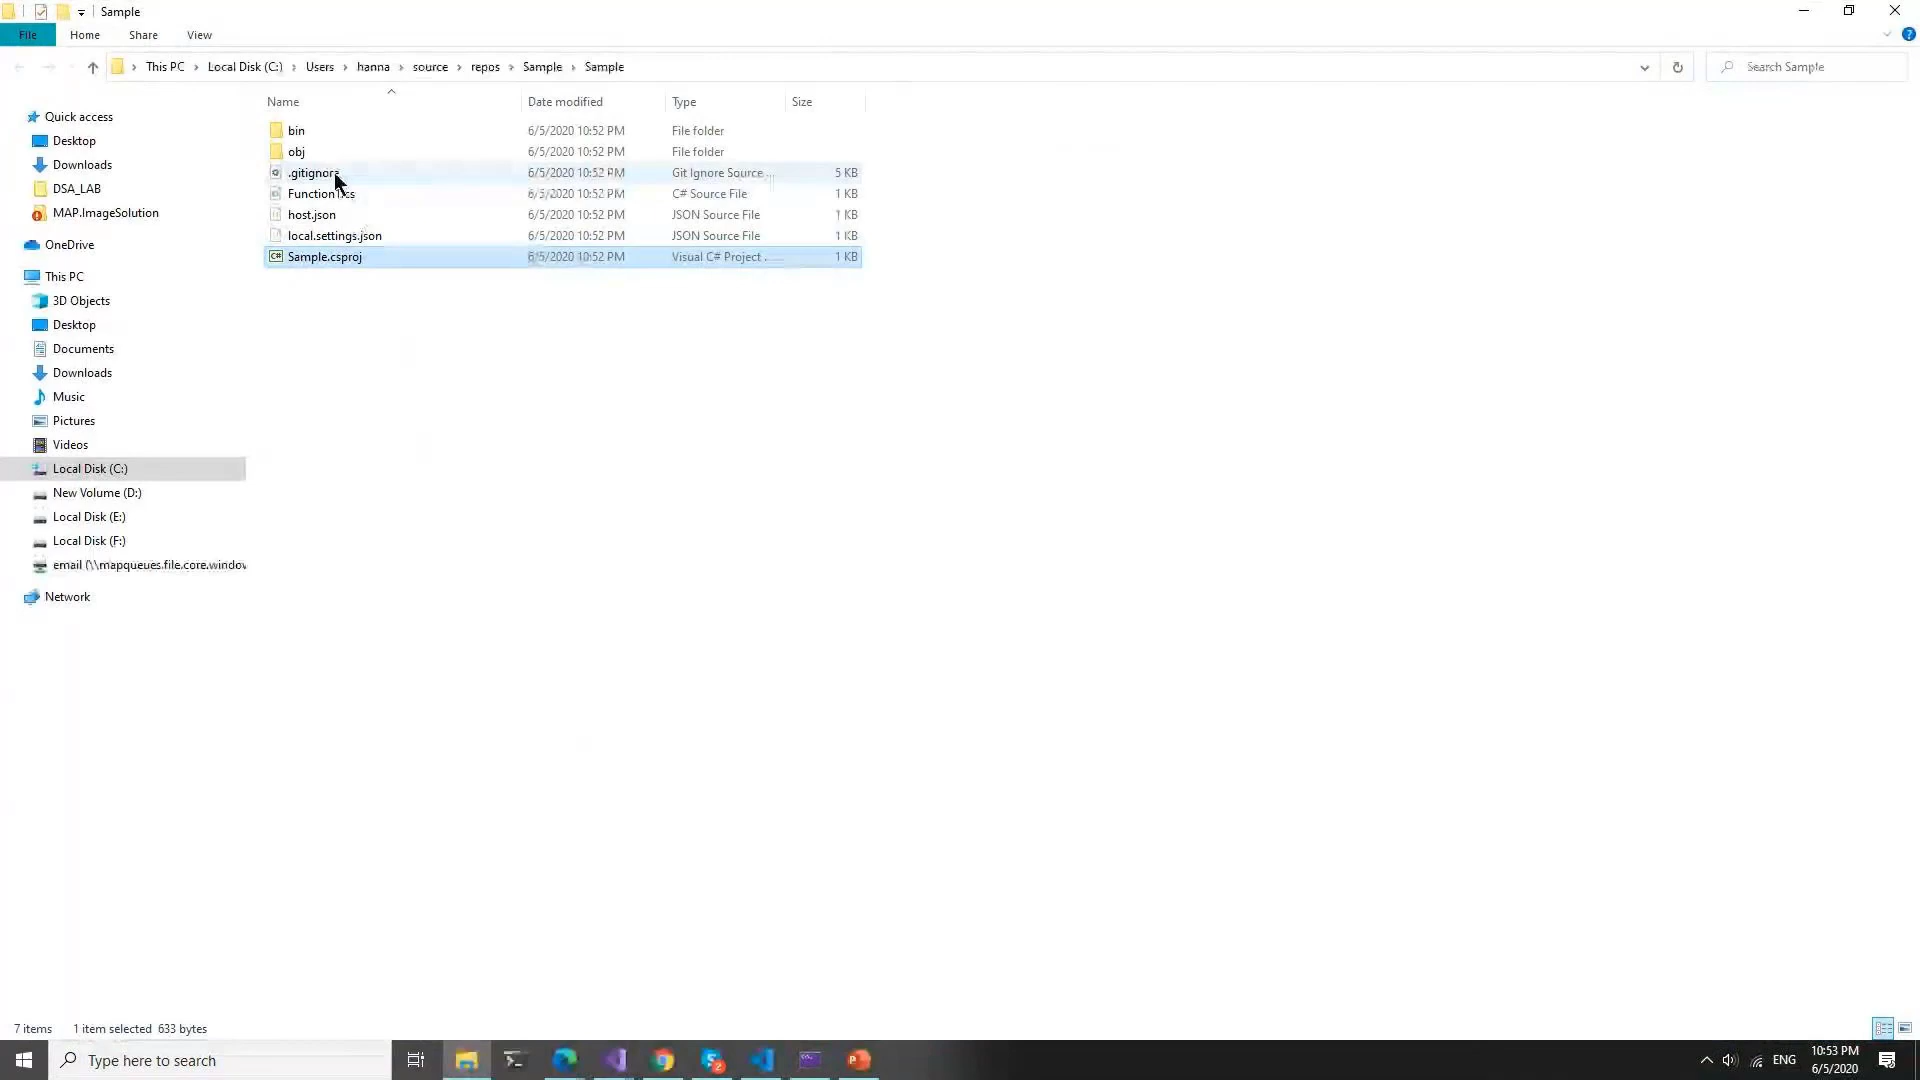 Sample
File Home Share View
This PC Local Disk (C:) Users hanna source repos Sample Sample
Search Sample
Name Date modified Type Size
bin 6/5/2020 10:52 PM File folder
obj 6/5/2020 10:52 PM File folder
.gitignore 6/5/2020 10:52 PM Git Ignore Source ... 5 KB
6/5/2020 10:52 PM C# Source File 1 KB
host.json 6/5/2020 10:52 PM JSON Source File 1 KB
local.settings.json 6/5/2020 10:52 PM JSON Source File 1 KB
Sample.csproj 6/5/2020 10:52 PM Visual C# Project ... 1 KB
Quick access
Desktop
Downloads
DSA_LAB
MAP.ImageSolution
OneDrive
This PC
3D Objects
Desktop
Documents
Downloads
Music
Pictures
Videos
Local Disk (C:)
New Volume (D:)
Local Disk (E:)
Local Disk (F:)
email (\\mapqueues.file.core.window
Network
7 items 1 item selected 633 bytes
Type here to search
2
ENG
10:53 PM
6/5/2020